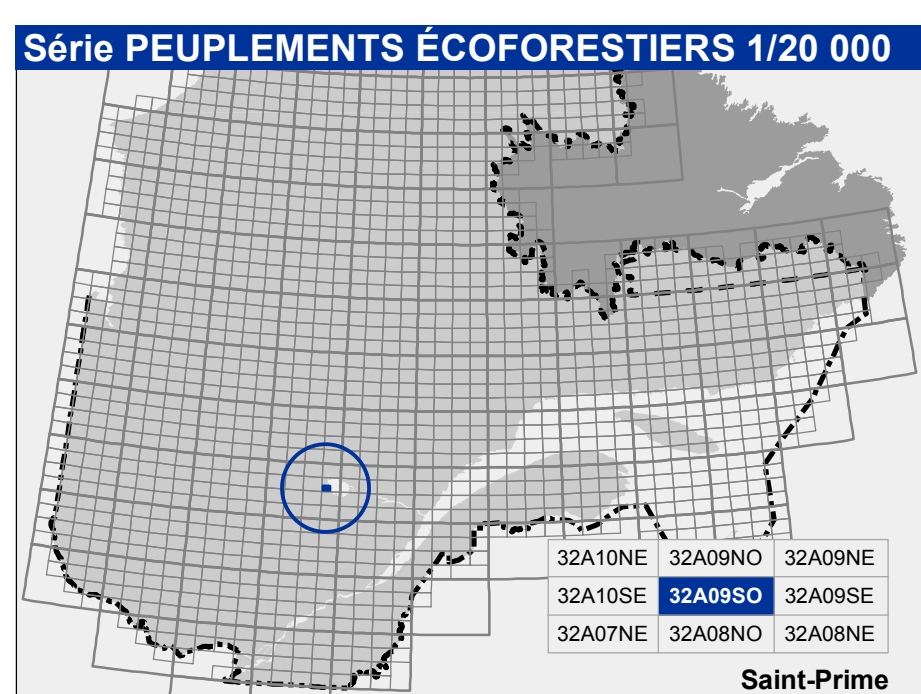 Série PEUPLEMENTS ÉCOFORESTIERS 1/20 000
32A10NE 32A09NO 32A09NE
32A10SE 32A09SO 32A09SE
32A07NE 32A08NO 32A08NE
Saint-Prime